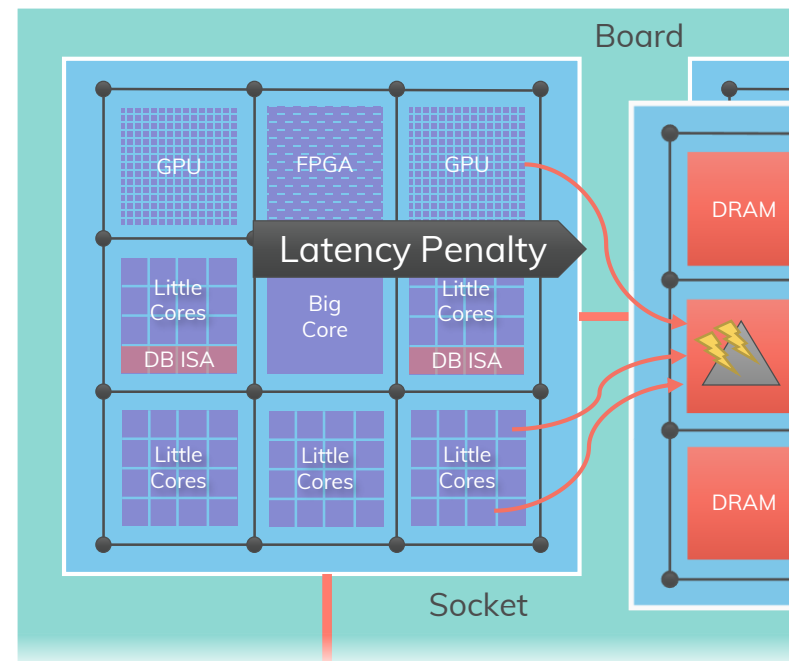 Board
GPU
FPGA
GPU
DRAM
Latency Penalty
Little
Cores
DB ISA
Big
Core
Little
Cores
DB ISA
Little
Cores
Little
Cores
Little
Cores
DRAM
Socket